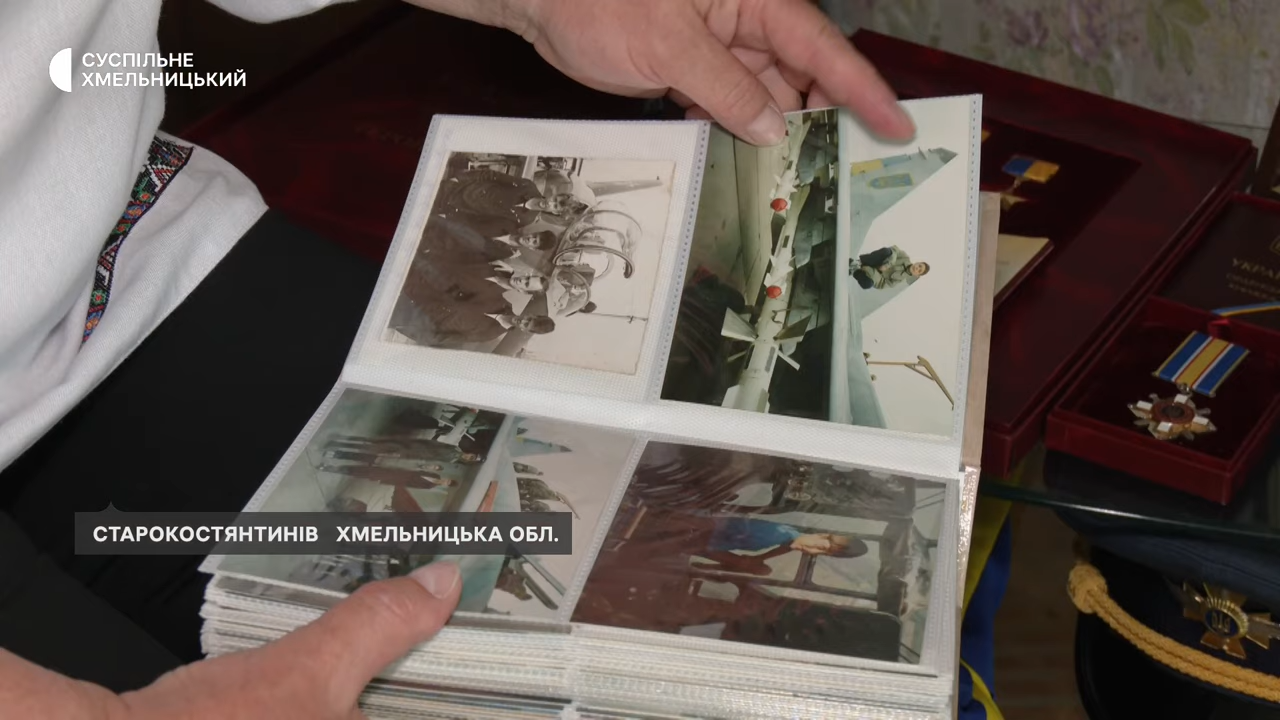 СУСПІЛЬНЕ
ХМЕЛЬНИЦЬКИЙ
СТАРОКОСТЯНТИНІВ ХМЕЛЬНИЦЬКА ОБЛ.